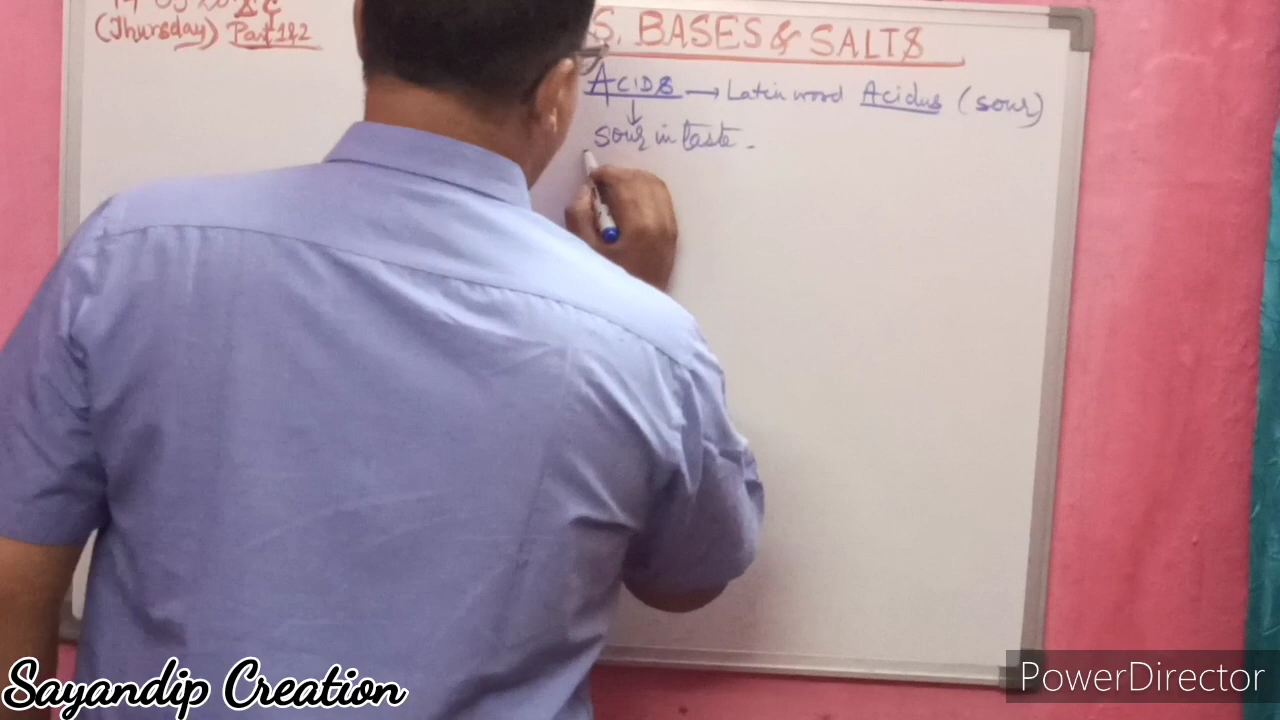 (Thursday) Part 1&2
S, BASES & SALTS
ACIDS → Latin word Acidus (sour)
↓
sour in taste.
Sayandip Creation
PowerDirector